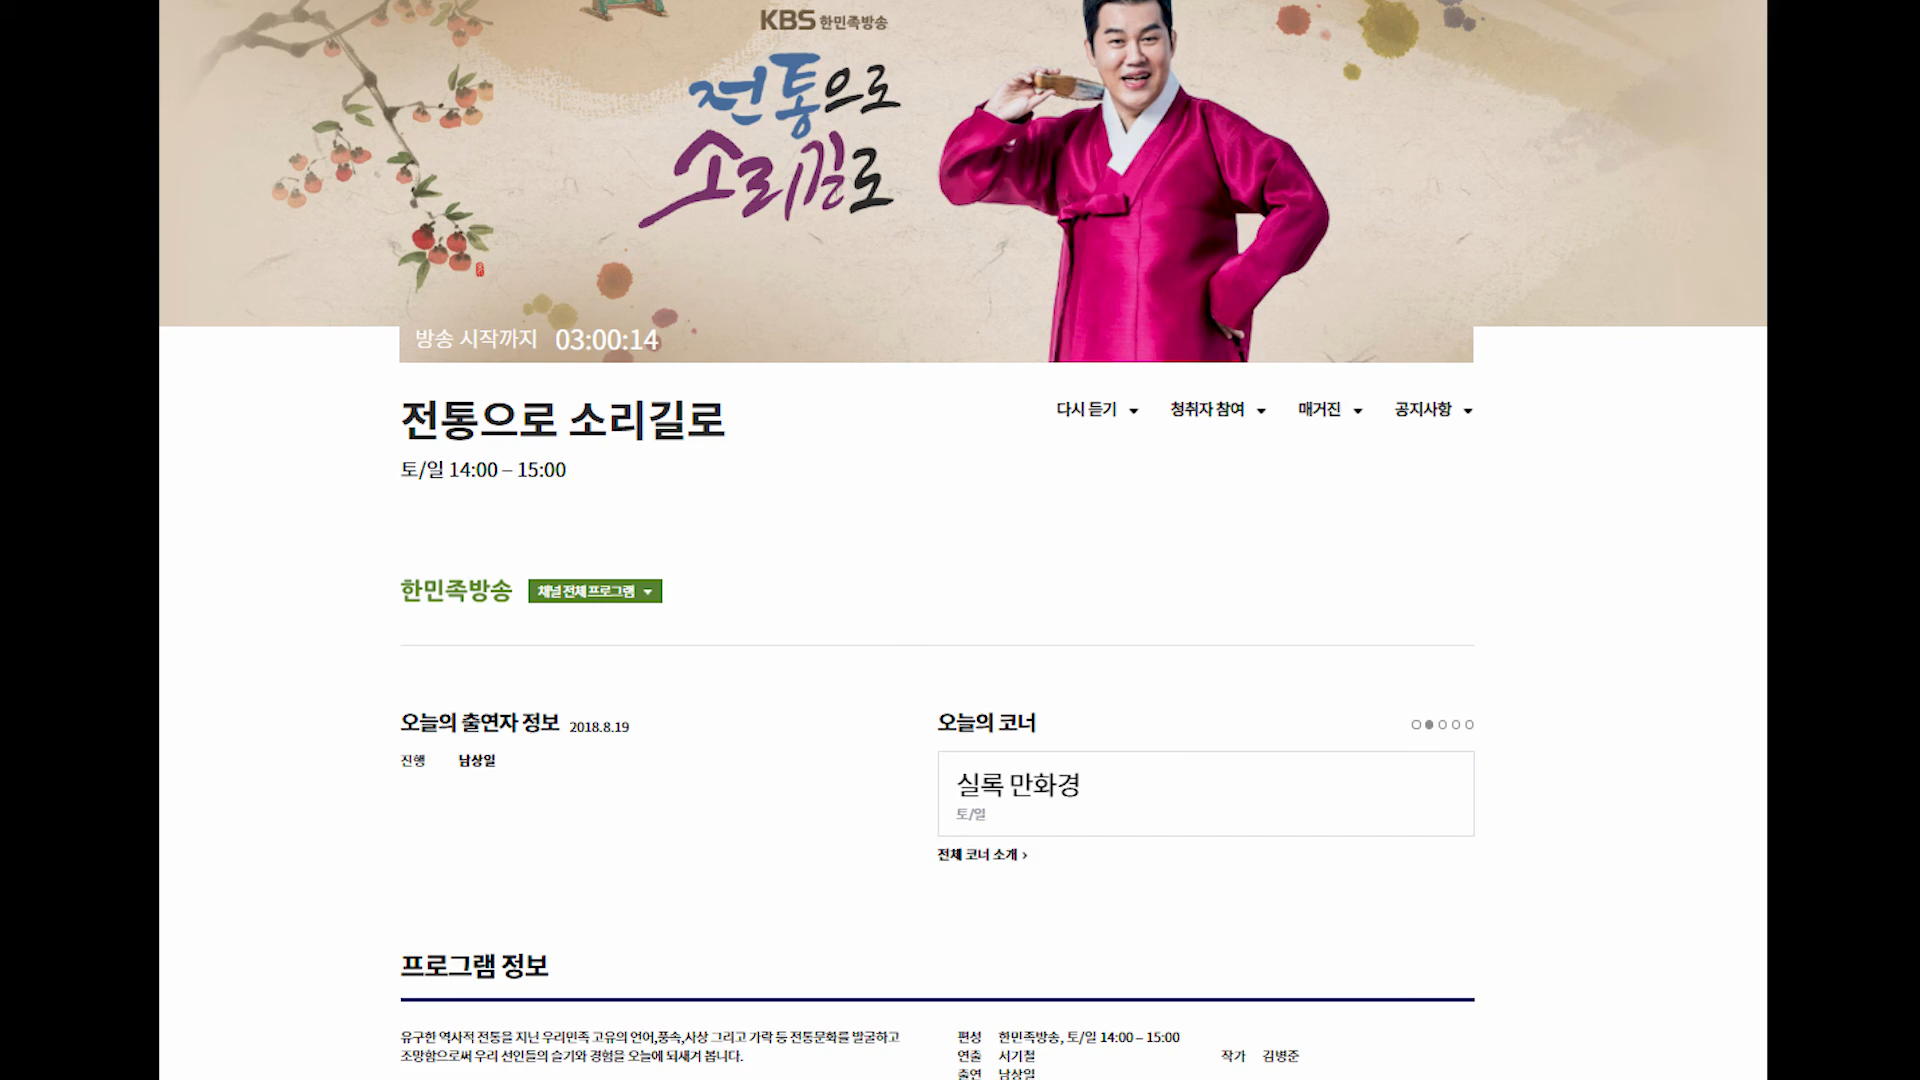 KBS 한민족방송
전통으로
소리길로
방송 시작까지 03:00:14
전통으로 소리길로
토/일 14:00 – 15:00
다시 듣기 청취자 참여 매거진 공지사항
한민족방송 채널 전체 프로그램
오늘의 출연자 정보 2018.8.19
진행 남상일
오늘의 코너
실록 만화경
토/일
전체 코너 소개 ›
프로그램 정보
유구한 역사적 전통을 지닌 우리민족 고유의 언어,풍속,사상 그리고 가락 등 전통문화를 발굴하고
조망함으로써 우리 선인들의 슬기와 경험을 오늘에 되새겨 봅니다.
편성 한민족방송, 토/일 14:00 – 15:00
연출 서기철 작가 김병준
출연 남상일